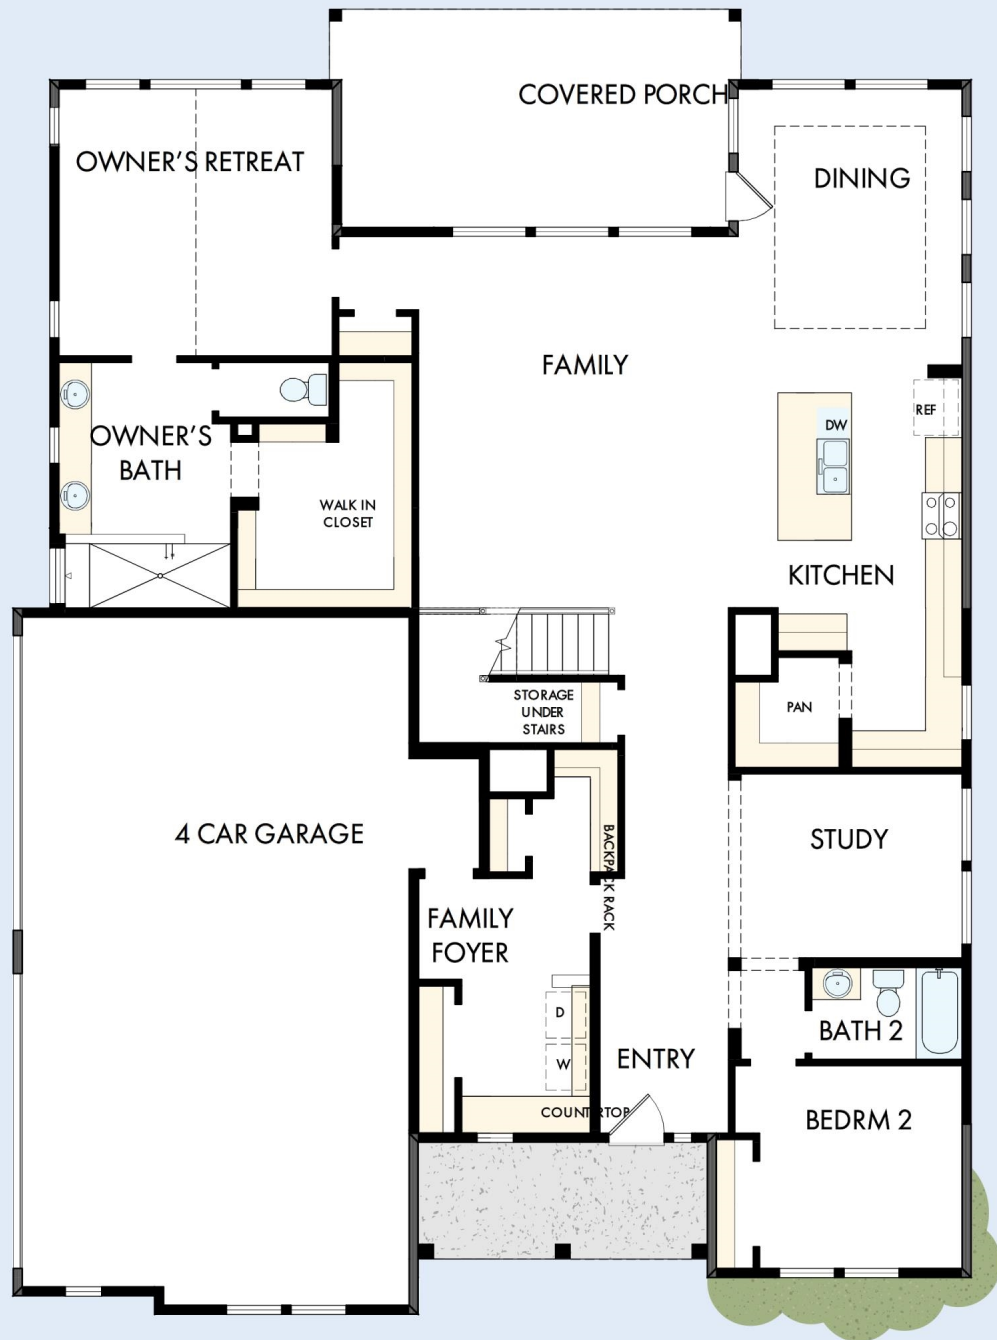 COVERED PORCH
OWNER'S RETREAT
DINING
FAMILY
REF
DW
OWNER'S
BATH
WALK IN
CLOSET
KITCHEN
STORAGE
UNDER
STAIRS
PAN
4 CAR GARAGE
BACKPACK RACK
STUDY
FAMILY
FOYER
D
W
BATH 2
ENTRY
COUNTERTOP
BEDRM 2